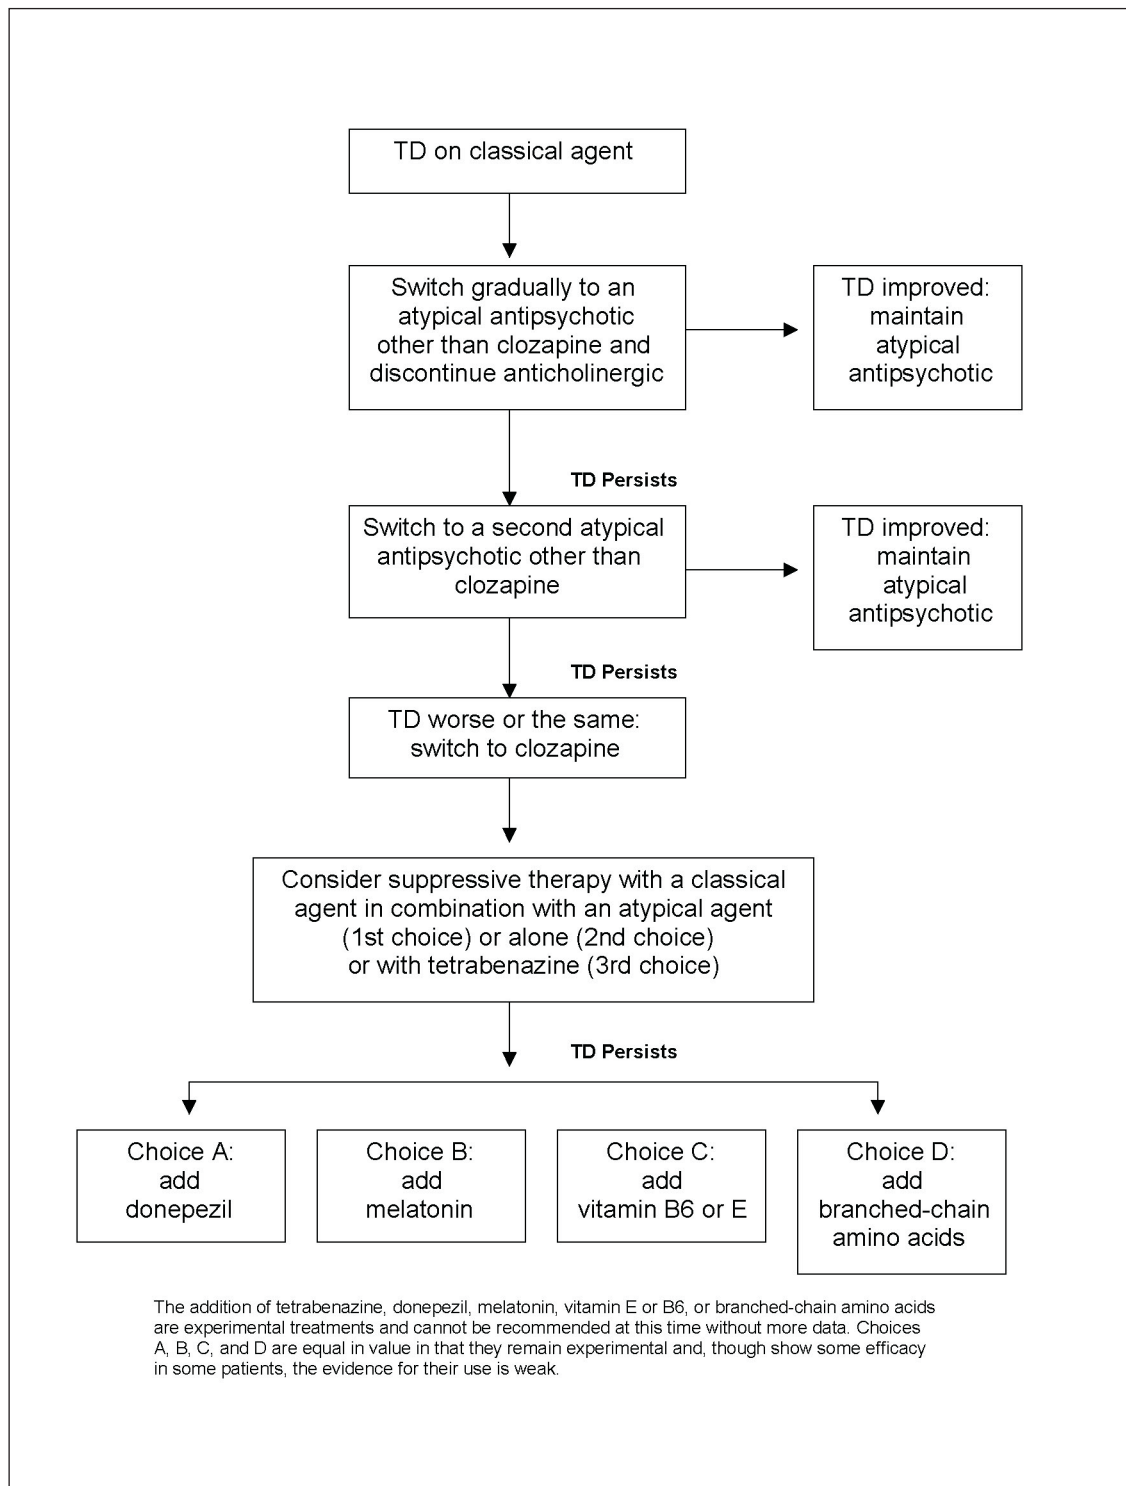 TD on classical agent
Switch gradually to an
atypical antipsychotic
other than clozapine and
discontinue anticholinergic
TD improved:
maintain
atypical
antipsychotic
TD Persists
Switch to a second atypical
antipsychotic other than
clozapine
TD improved:
maintain
atypical
antipsychotic
TD Persists
TD worse or the same:
switch to clozapine
Consider suppressive therapy with a classical
agent in combination with an atypical agent
(1st choice) or alone (2nd choice)
or with tetrabenazine (3rd choice)
TD Persists
Choice A:
add
donepezil
Choice B:
add
melatonin
Choice C:
add
vitamin B6 or E
Choice D:
add
branched-chain
amino acids
The addition of tetrabenazine, donepezil, melatonin, vitamin E or B6, or branched-chain amino acids
are experimental treatments and cannot be recommended at this time without more data. Choices
A, B, C, and D are equal in value in that they remain experimental and, though show some efficacy
in some patients, the evidence for their use is weak.